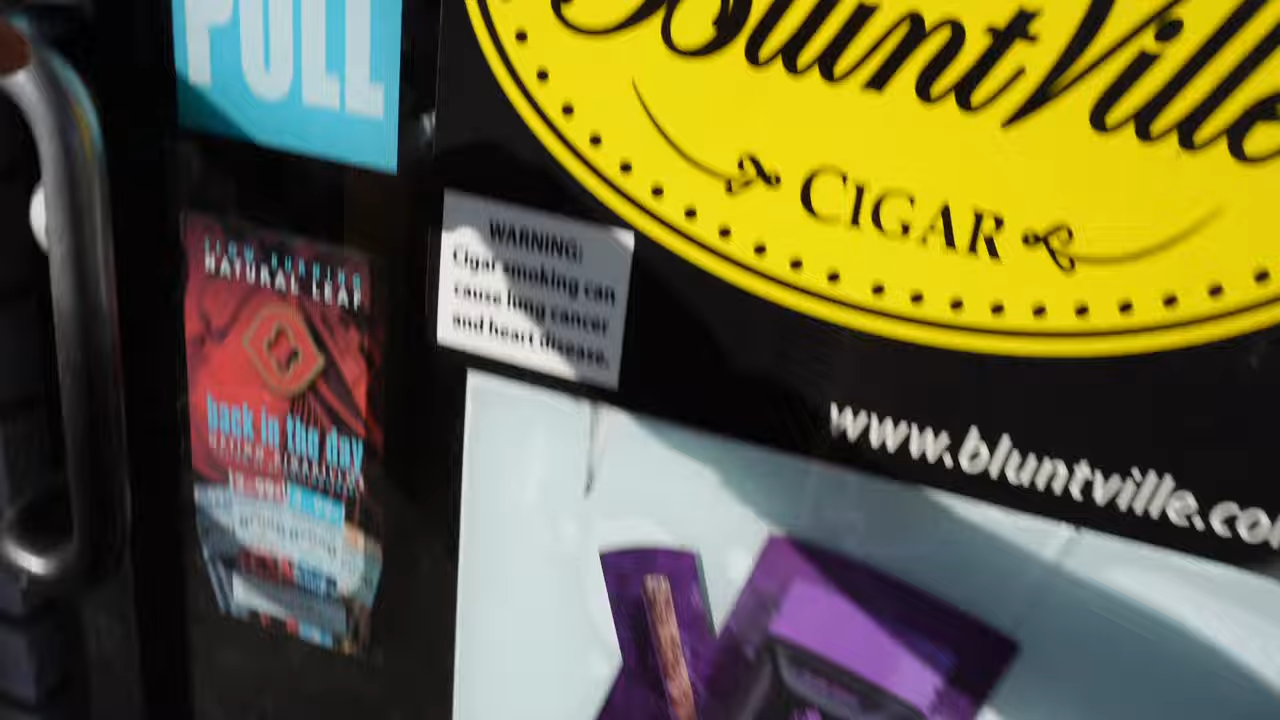 PULL
BluntVille
CIGAR
WARNING:
Cigar smoking can
cause lung cancer
and heart disease.
NATURAL LEAF
back in the day
www.bluntville.co